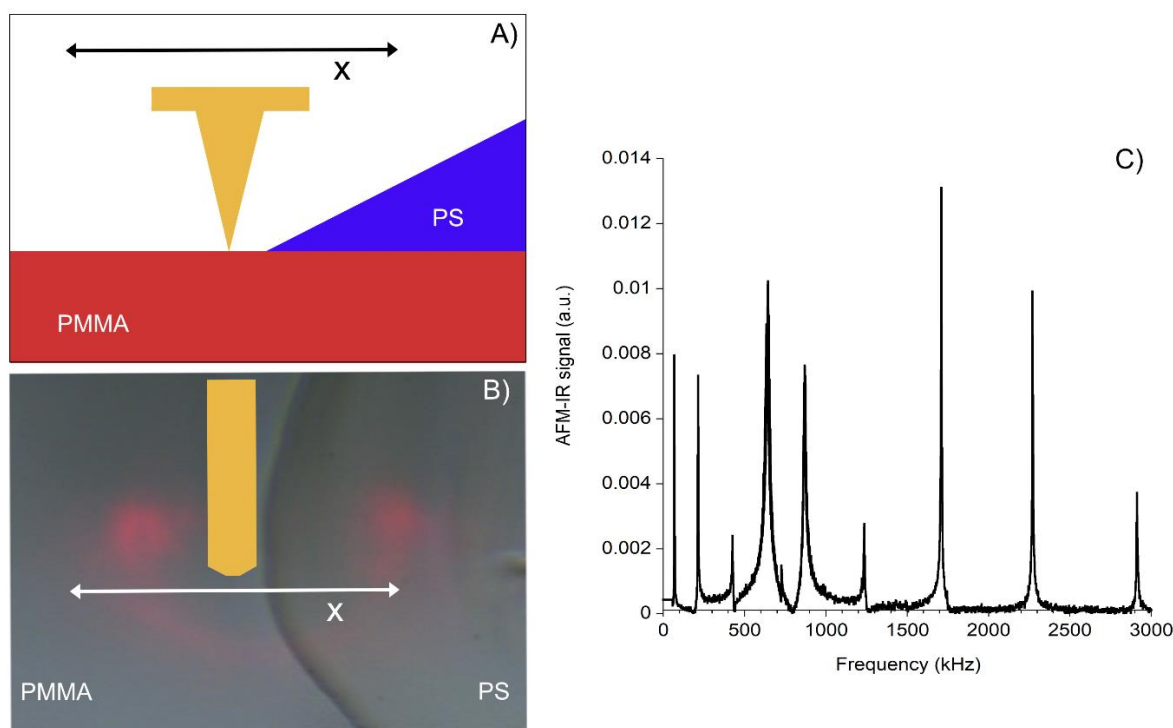 A)
X
PS
PMMA
B)
X
PMMA
PS
C)
AFM-IR signal (a.u.)
0.014
0.012
0.01
0.008
0.006
0.004
0.002
0
0 500 1000 1500 2000 2500 3000
Frequency (kHz)